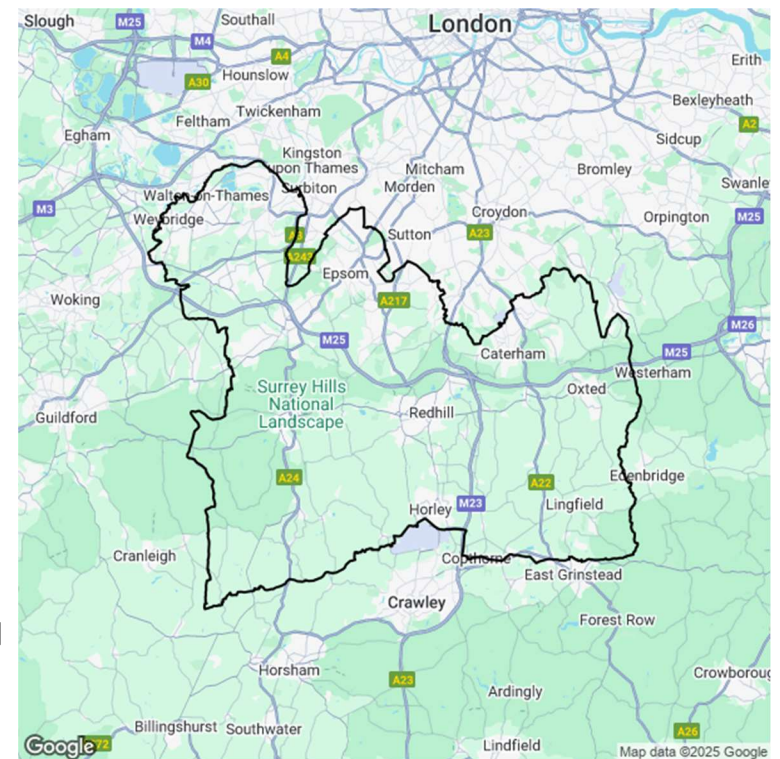 Slough
M25
Southall
London
M4
A4
A30
Hounslow
Erith
Bexleyheath
Twickenham
Feltham
A2
Egham
Sidcup
Kingston
upon Thames
Mitcham
Bromley
Swanle
Walton-on-Thames
Surbiton
Morden
M3
Weybridge
Croydon
Orpington
M25
A3
Sutton
A23
A243
Epsom
Woking
A217
M26
M25
Caterham
M25
Westerham
Surrey Hills
National
Landscape
Oxted
Guildford
Redhill
A24
Edenbridge
A22
M23
Lingfield
Horley
Cranleigh
Copthorne
East Grinstead
Crawley
Forest Row
Horsham
A23
Crowboroug
Ardingly
Billingshurst
Southwater
A26
Google
72
Lindfield
Map data ©2025 Google